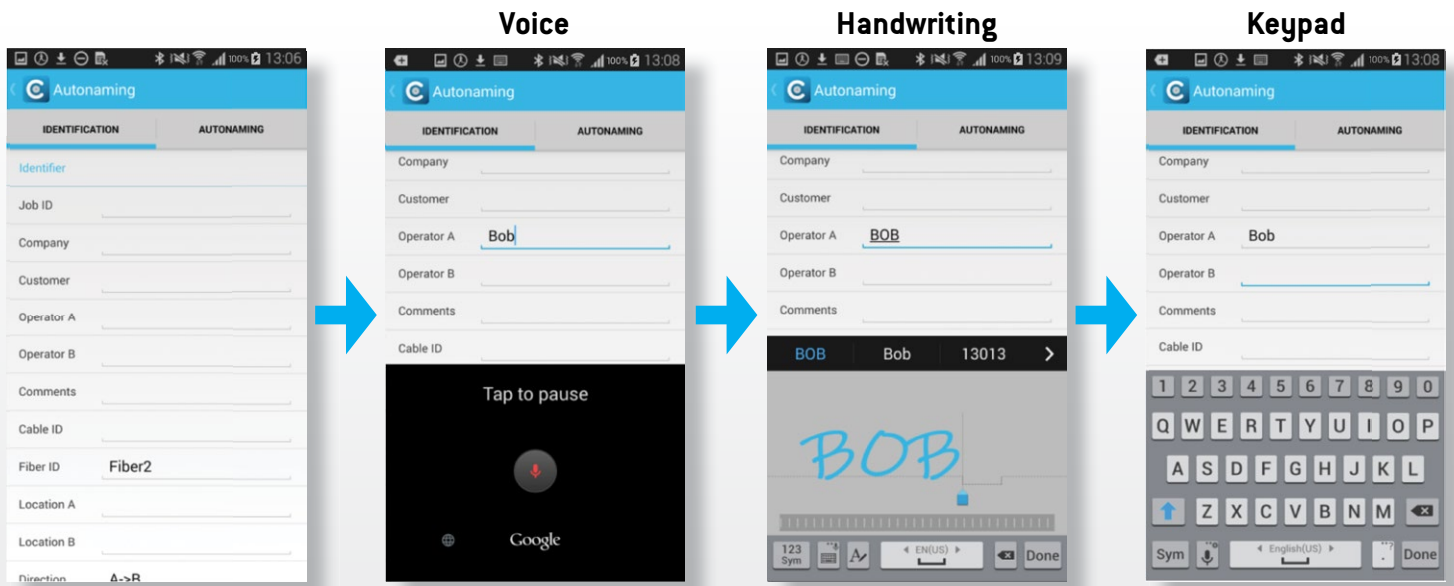 Voice
Handwriting
Keypad
100% 13:06
Autonaming
IDENTIFICATION AUTONAMING
Identifier
Job ID
Company
Customer
Operator A
Operator B
Comments
Cable ID
Fiber ID Fiber2
Location A
Location B
Direction A->B
100% 13:08
Autonaming
IDENTIFICATION AUTONAMING
Company
Customer
Operator A Bob
Operator B
Comments
Cable ID
Tap to pause
Google
100% 13:09
Autonaming
IDENTIFICATION AUTONAMING
Company
Customer
Operator A BOB
Operator B
Comments
BOB Bob 13013
BOB
123
Sym EN(US) Done
100% 13:08
Autonaming
IDENTIFICATION AUTONAMING
Company
Customer
Operator A Bob
Operator B
Comments
Cable ID
1 2 3 4 5 6 7 8 9 0
Q W E R T Y U I O P
A S D F G H J K L
Z X C V B N M
Sym English(US) . Done